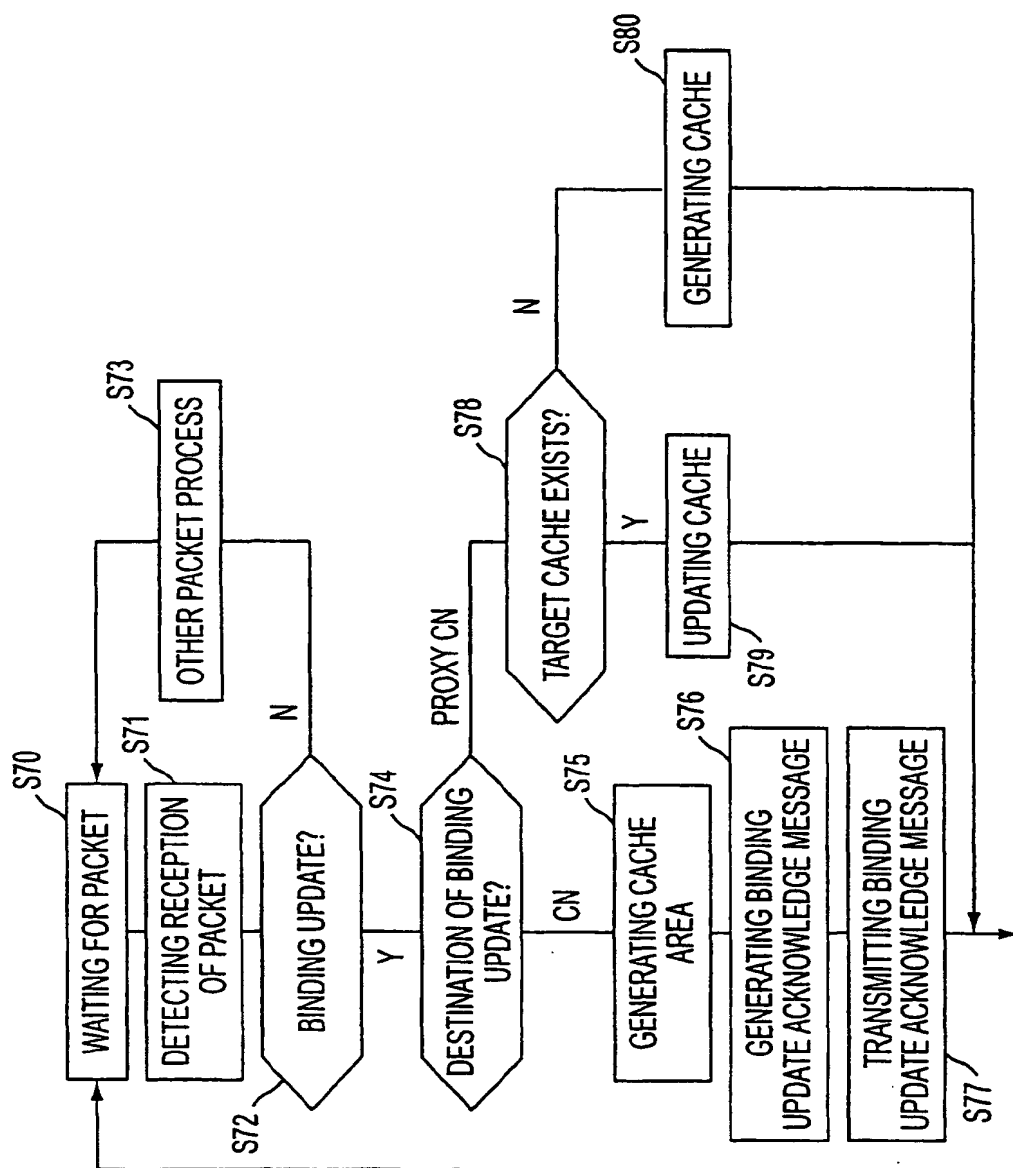 S70
WAITING FOR PACKET
S71
DETECTING RECEPTION
OF PACKET
S72
BINDING UPDATE?
N
S73
OTHER PACKET PROCESS
Y
S74
DESTINATION OF BINDING
UPDATE?
PROXY CN
CN
S75
GENERATING CACHE
AREA
S76
GENERATING BINDING
UPDATE ACKNOWLEDGE MESSAGE
TRANSMITTING BINDING
UPDATE ACKNOWLEDGE MESSAGE
S77
S78
TARGET CACHE EXISTS?
Y
UPDATING CACHE
S79
N
S80
GENERATING CACHE